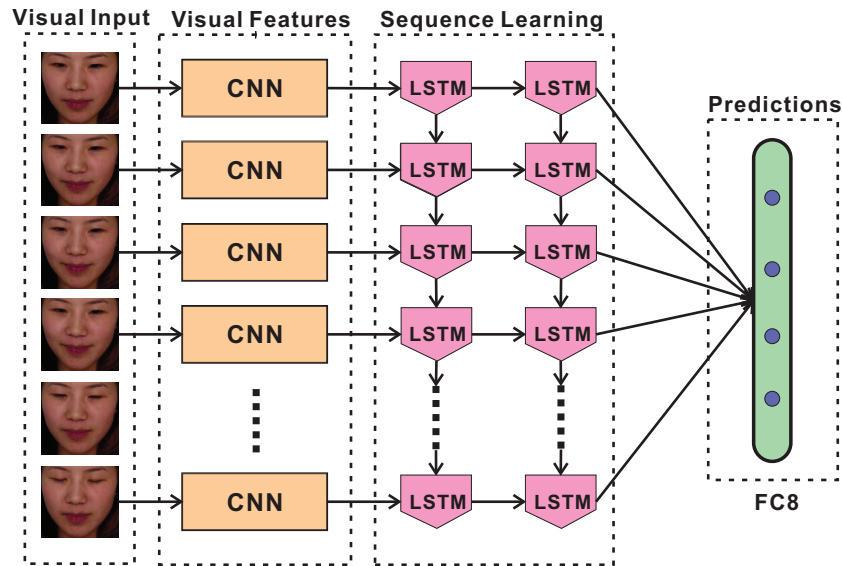 Visual Input Visual Features Sequence Learning
CNN LSTM LSTM
Predictions
CNN LSTM LSTM
CNN LSTM LSTM
CNN LSTM LSTM
CNN LSTM LSTM
FC8